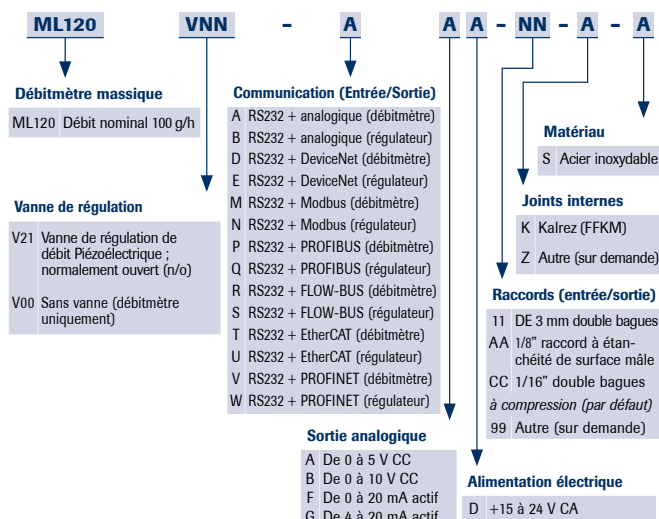 ML120 VNN – A A A – NN – A – A
Débitmètre massique
ML120 Débit nominal 100 g/h
Vanne de régulation
V21 Vanne de régulation de
débit Piézoélectrique ;
normalement ouvert (n/o)
V00 Sans vanne (débitmètre
uniquement)
Communication (Entrée/Sortie)
A RS232 + analogique (débitmètre)
B RS232 + analogique (régulateur)
D RS232 + DeviceNet (débitmètre)
E RS232 + DeviceNet (régulateur)
M RS232 + Modbus (débitmètre)
N RS232 + Modbus (régulateur)
P RS232 + PROFIBUS (débitmètre)
Q RS232 + PROFIBUS (régulateur)
R RS232 + FLOW-BUS (débitmètre)
S RS232 + FLOW-BUS (régulateur)
T RS232 + EtherCAT (débitmètre)
U RS232 + EtherCAT (régulateur)
V RS232 + PROFINET (débitmètre)
W RS232 + PROFINET (régulateur)
Sortie analogique
A De 0 à 5 V CC
B De 0 à 10 V CC
F De 0 à 20 mA actif
G De 4 à 20 mA actif
Alimentation électrique
D +15 à 24 V CA
Raccords (entrée/sortie)
11 DE 3 mm double bagues
AA 1/8” raccord à étan-
chéité de surface mâle
CC 1/16” double bagues
à compression (par défaut)
99 Autre (sur demande)
Joints internes
K Kalrez (FFKM)
Z Autre (sur demande)
Matériau
S Acier inoxydable